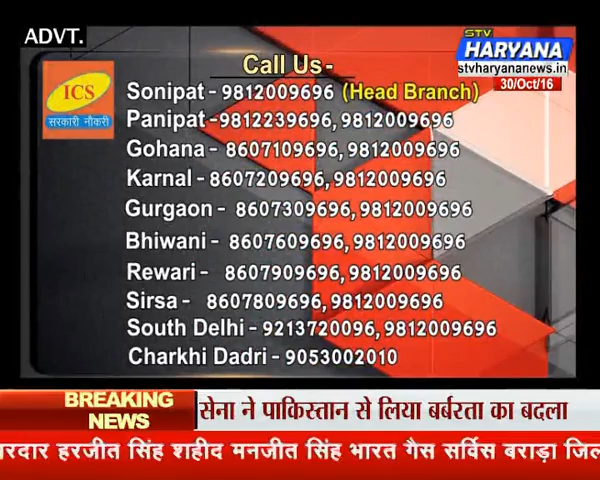 ADVT.
STV
HARYANA
stvharyananews.in
30/Oct/16
ICS
सरकारी नौकरी
Call Us-
Sonipat - 9812009696 (Head Branch)
Panipat-9812239696, 9812009696
Gohana - 8607109696, 9812009696
Karnal - 8607209696, 9812009696
Gurgaon - 8607309696, 9812009696
Bhiwani - 8607609696, 9812009696
Rewari - 8607909696, 9812009696
Sirsa - 8607809696, 9812009696
South Delhi - 9213720096, 9812009696
Charkhi Dadri - 9053002010
BREAKING
NEWS
सेना ने पाकिस्तान से लिया बर्बरता का बदला
हरजीत सिंह शहीद मनजीत सिंह भारत गैस सर्विस बराड़ा